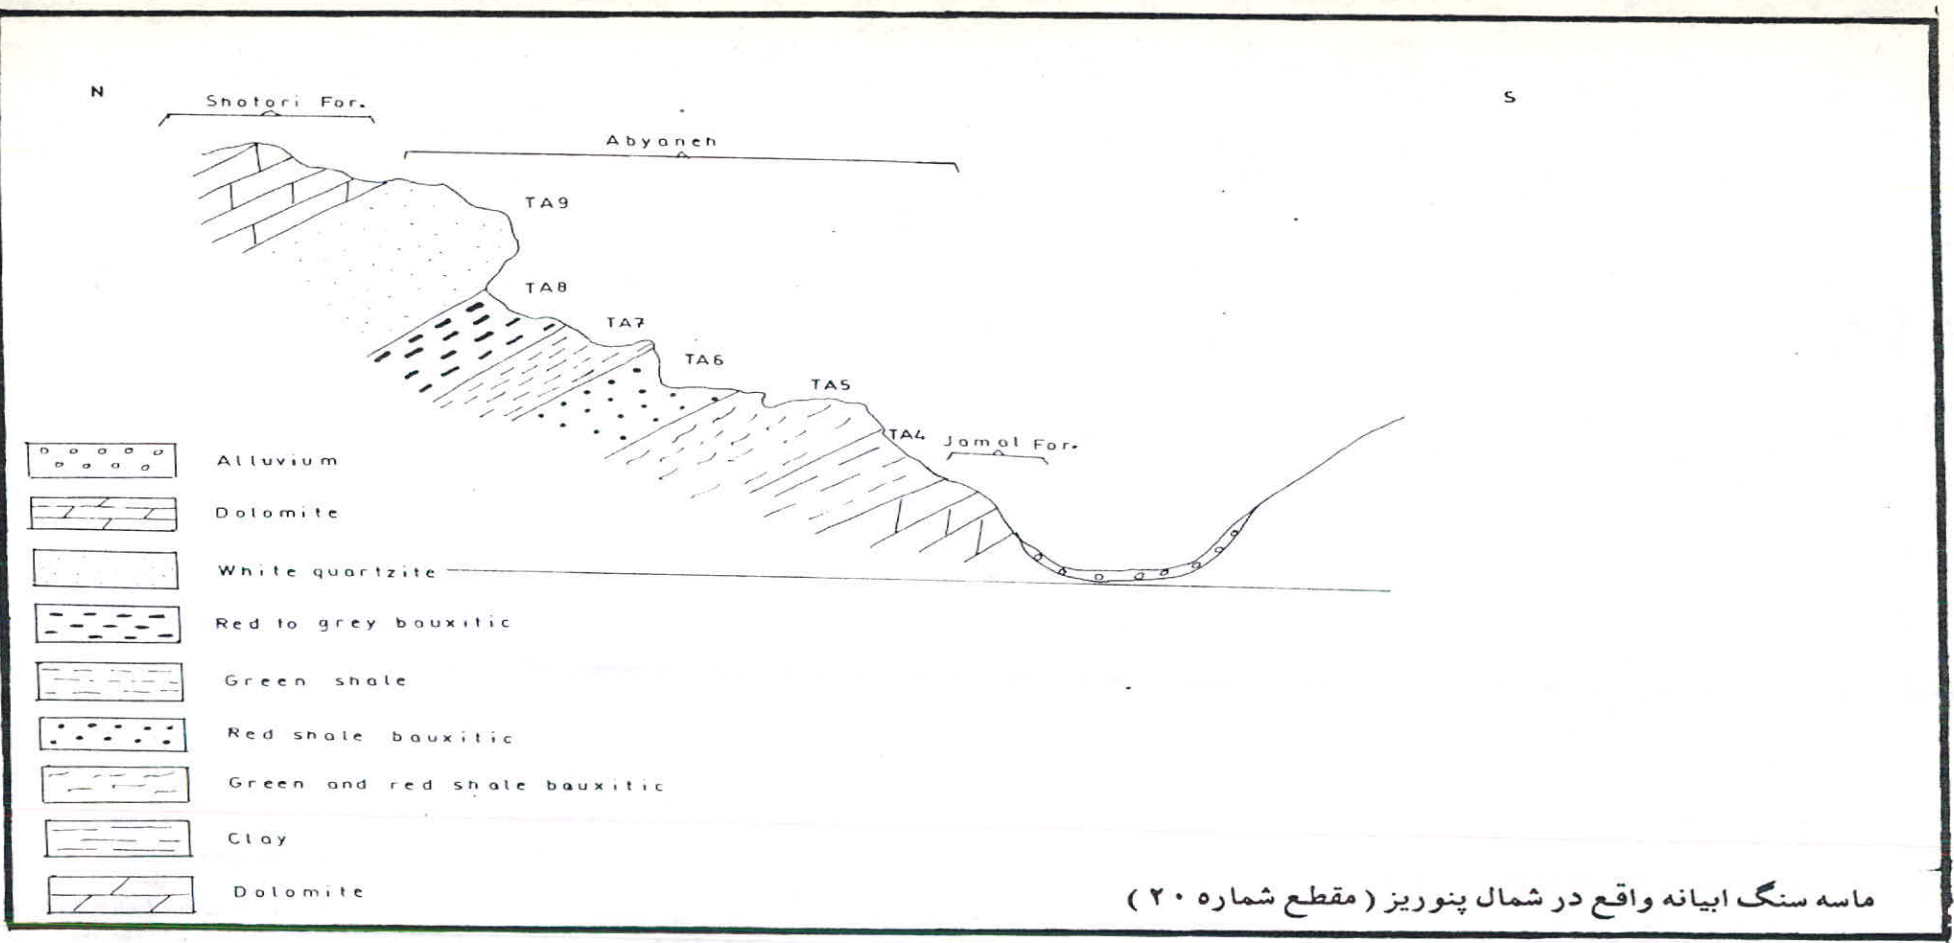 N
S
Shotori For.
Abyaneh
TA9
TA8
TA7
TA6
TA5
TA4
Jamal For.
Alluvium
Dolomite
White quartzite
Red to grey bauxitic
Green shale
Red shale bauxitic
Green and red shale bauxitic
Clay
Dolomite
ماسه سنگ ابیانه واقع در شمال پنوریز ( مقطع شماره ۲۰ )